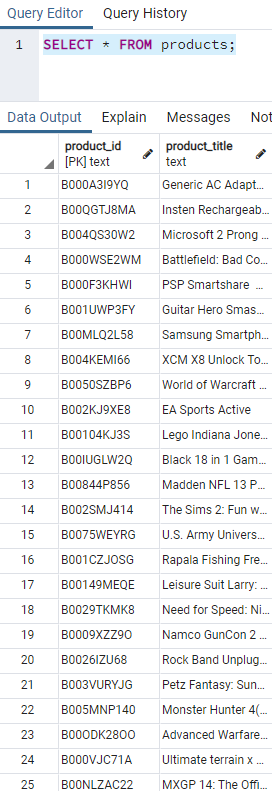 Query Editor Query History
1 SELECT * FROM products;
Data Output Explain Messages Not
product_id product_title
[PK] text text
1 B000A3I9YQ Generic AC Adapt...
2 B00QGTJ8MA Insten Rechargeab...
3 B004QS30W2 Microsoft 2 Prong ...
4 B000WSE2WM Battlefield: Bad Co...
5 B000F3KHWI PSP Smartshare ...
6 B001UWP3FY Guitar Hero Smas...
7 B00MLQ2L58 Samsung Smartph...
8 B004KEMI66 XCM X8 Unlock To...
9 B0050SZBP6 World of Warcraft ...
10 B002KJ9XE8 EA Sports Active
11 B00104KJ3S Lego Indiana Jone...
12 B00IUGLW2Q Black 18 in 1 Gam...
13 B00844P856 Madden NFL 13 P...
14 B002SMJ414 The Sims 2: Fun w...
15 B0075WEYRG U.S. Army Univers...
16 B001CZJOSG Rapala Fishing Fre...
17 B00149MEQE Leisure Suit Larry: ...
18 B0029TKMK8 Need for Speed: Ni...
19 B0009XZZ9O Namco GunCon 2 ...
20 B0026IZU68 Rock Band Unplug...
21 B003VURYJG Petz Fantasy: Sun...
22 B005MNP140 Monster Hunter 4(...
23 B00ODK28OO Advanced Warfare...
24 B000VJC71A Ultimate terrain x ...
25 B00NLZAC22 MXGP 14: The Offi...